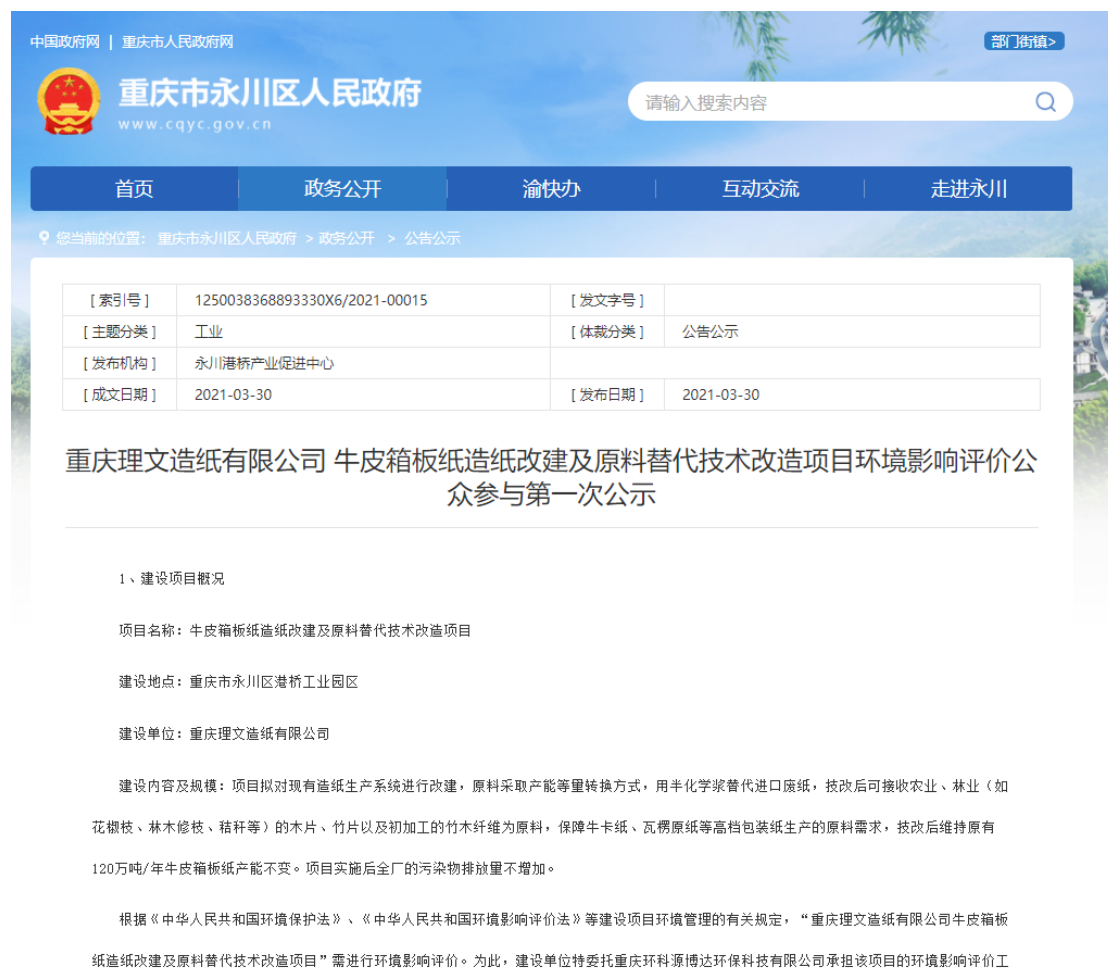 中国政府网 | 重庆市人民政府网
部门街镇>
重庆市永川区人民政府
www.cqyc.gov.cn
请输入搜索内容
首页 政务公开 渝快办 互动交流 走进永川
您当前的位置： 重庆市永川区人民政府 > 政务公开 > 公告公示
[ 索引号 ] 1250038368893330X6/2021-00015 [ 发文字号 ]
[ 主题分类 ] 工业 [ 体裁分类 ] 公告公示
[ 发布机构 ] 永川港桥产业促进中心
[ 成文日期 ] 2021-03-30 [ 发布日期 ] 2021-03-30
重庆理文造纸有限公司 牛皮箱板纸造纸改建及原料替代技术改造项目环境影响评价公
众参与第一次公示
1、建设项目概况
项目名称：牛皮箱板纸造纸改建及原料替代技术改造项目
建设地点：重庆市永川区港桥工业园区
建设单位：重庆理文造纸有限公司
建设内容及规模：项目拟对现有造纸生产系统进行改建，原料采取产能等量转换方式，用半化学浆替代进口废纸，技改后可接收农业、林业（如
花椒枝、林木修枝、秸秆等）的木片、竹片以及初加工的竹木纤维为原料，保障牛卡纸、瓦楞原纸等高档包装纸生产的原料需求，技改后维持原有
120万吨/年牛皮箱板纸产能不变。项目实施后全厂的污染物排放量不增加。
根据《中华人民共和国环境保护法》、《中华人民共和国环境影响评价法》等建设项目环境管理的有关规定，“重庆理文造纸有限公司牛皮箱板
纸造纸改建及原料替代技术改造项目”需进行环境影响评价。为此，建设单位特委托重庆环科源博达环保科技有限公司承担该项目的环境影响评价工